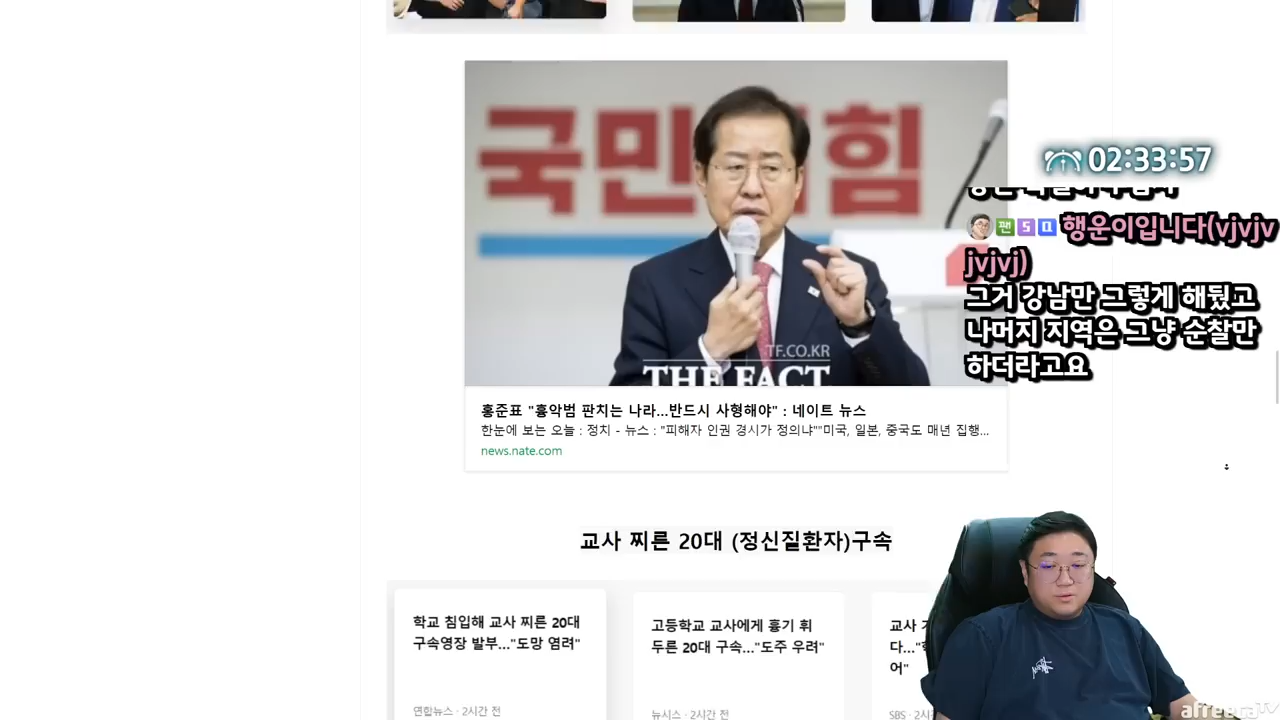 국민 힘
TF.CO.KR
THE FACT
홍준표 "흉악범 판치는 나라...반드시 사형해야" : 네이트 뉴스
한눈에 보는 오늘 : 정치 - 뉴스 : "피해자 인권 경시가 정의냐""미국, 일본, 중국도 매년 집행...
news.nate.com
02:33:57
팬 5 행운이입니다(vjvjv
jvjvj)
그거 강남만 그렇게 해뒀고
나머지 지역은 그냥 순찰만
하더라고요
교사 찌른 20대 (정신질환자)구속
학교 침입해 교사 찌른 20대
구속영장 발부..."도망 염려"
연합뉴스 · 2시간 전
고등학교 교사에게 흉기 휘
두른 20대 구속..."도주 우려"
뉴시스 · 2시간 전
교사
다..."
어"
SBS · 2시
afreecaTV